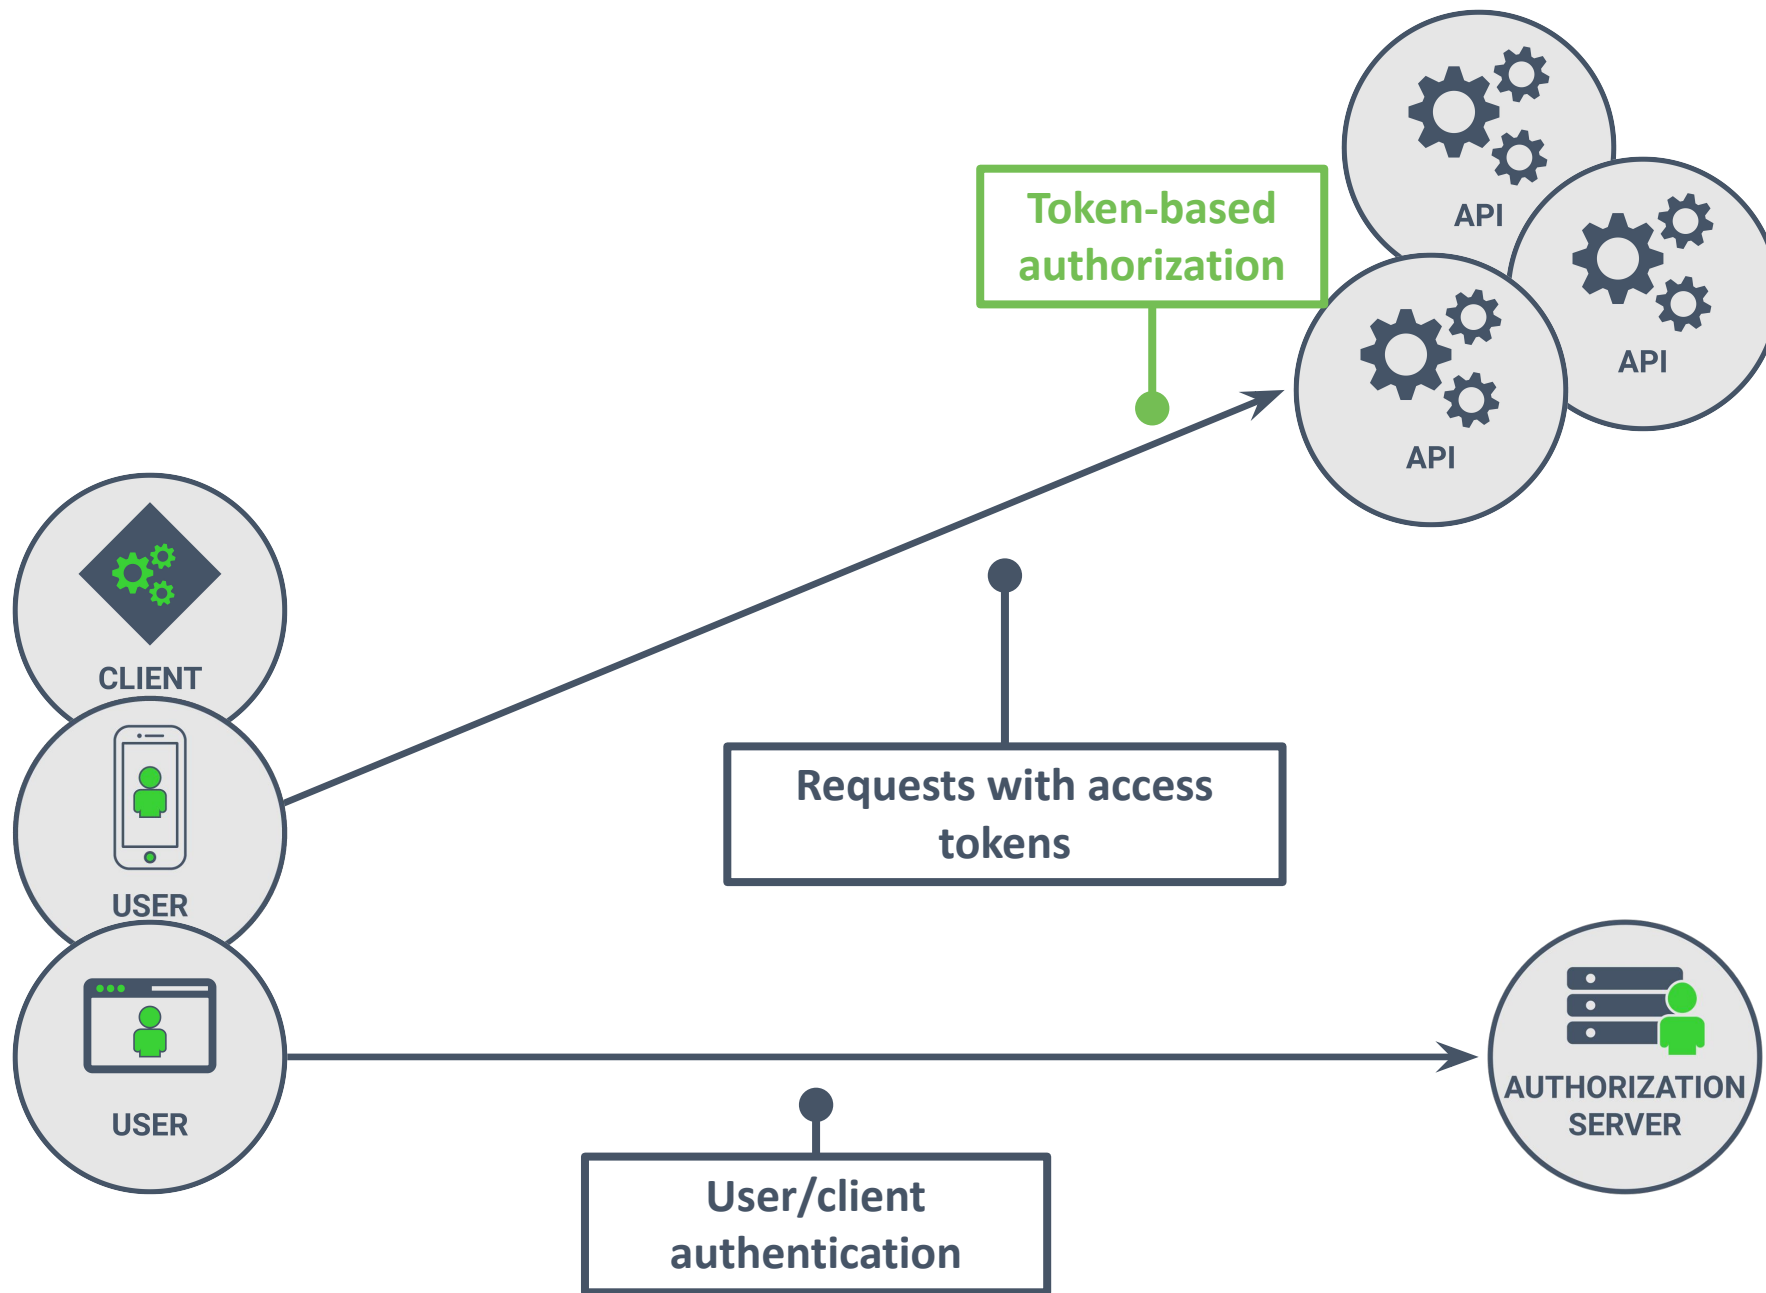 API
Token-based
authorization
API
API
CLIENT
Requests with access
tokens
USER
USER
AUTHORIZATION
SERVER
User/client
authentication